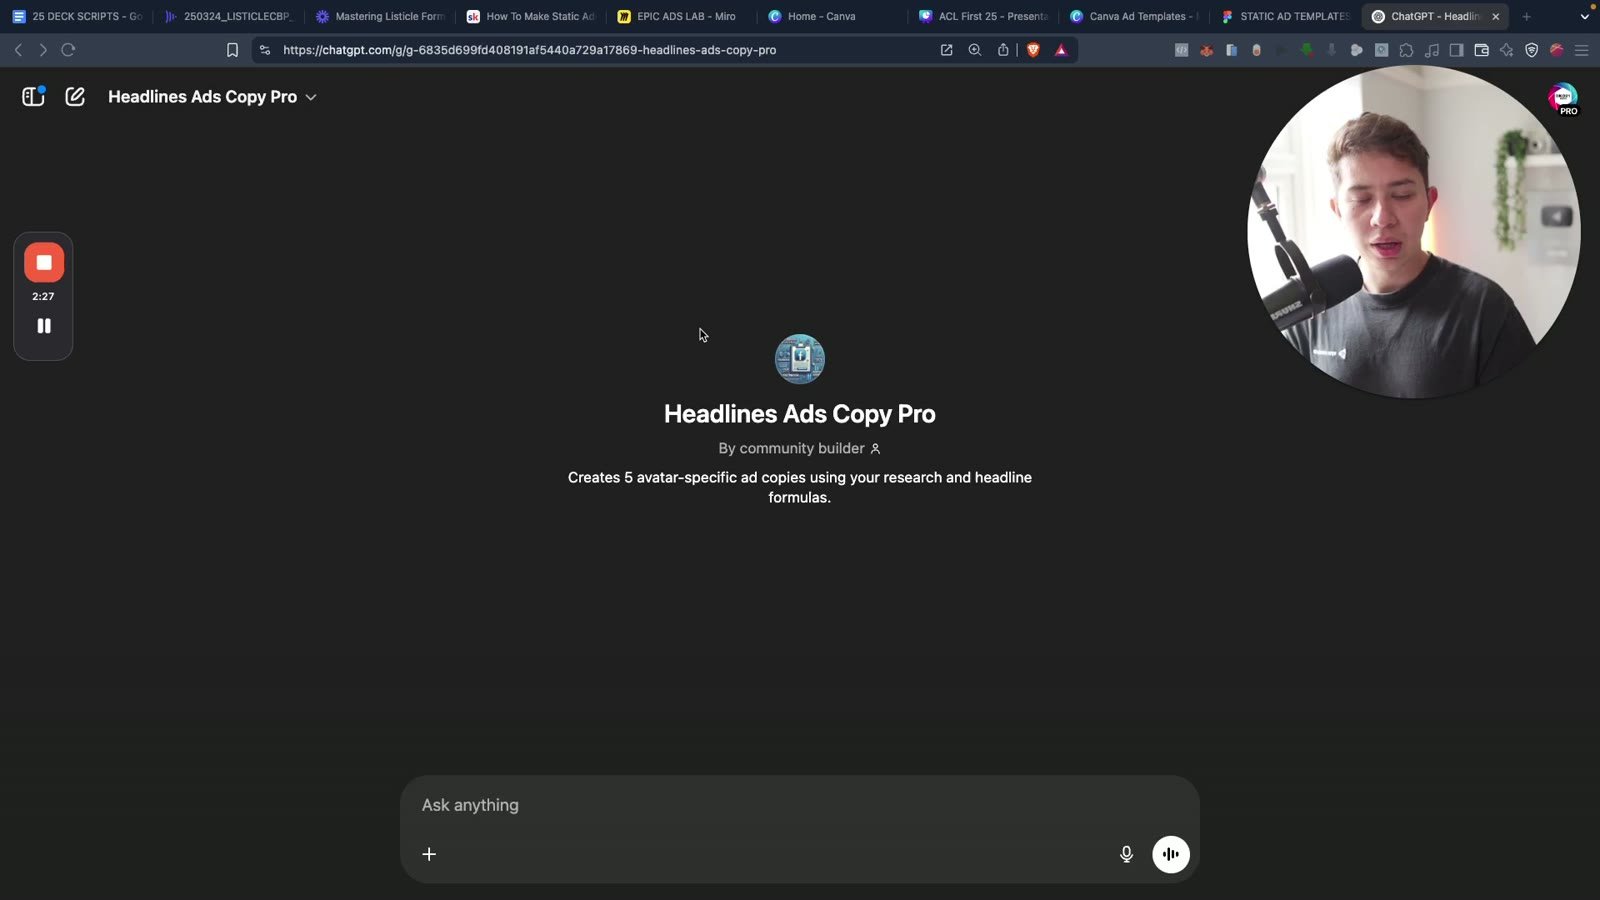 25 DECK SCRIPTS - Go
250324_LISTICLECBP_
Mastering Listicle Form
sk
How To Make Static Ad
EPIC ADS LAB - Miro
Home - Canva
ACL First 25 - Presenta
Canva Ad Templates -
STATIC AD TEMPLATES
ChatGPT - Headlin
https://chatgpt.com/g/g-6835d699fd408191af5440a729a17869-headlines-ads-copy-pro
Headlines Ads Copy Pro
PRO
2:27
Headlines Ads Copy Pro
By community builder
Creates 5 avatar-specific ad copies using your research and headline
formulas.
Ask anything